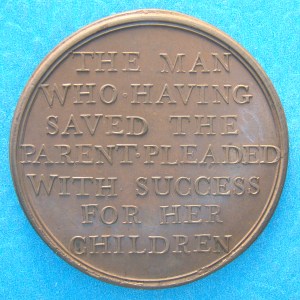 THE MAN
WHO·HAVING
SAVED THE
PARENT·PLEADED
WITH SUCCESS
FOR HER
CHILDREN